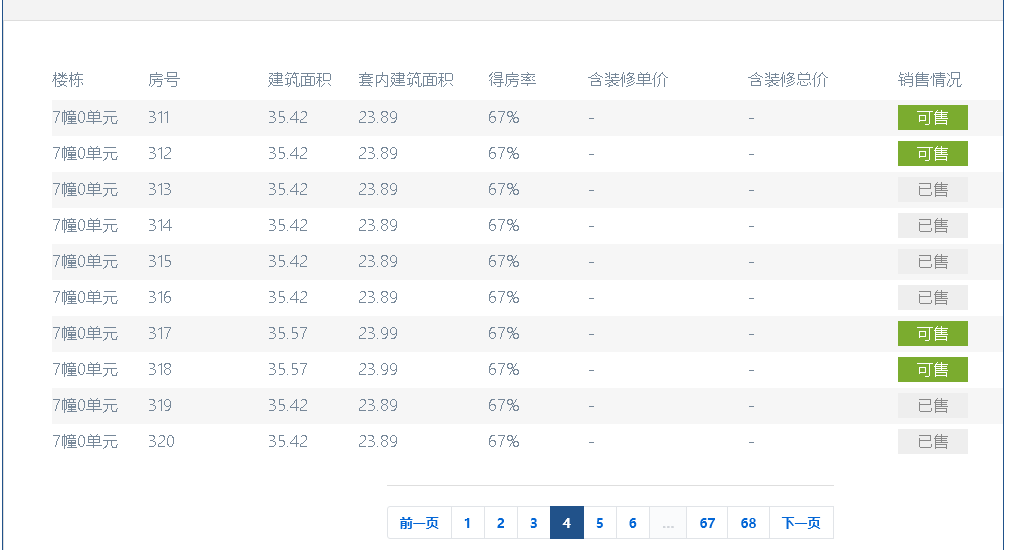 楼栋 房号 建筑面积 套内建筑面积 得房率 含装修单价 含装修总价 销售情况
7幢0单元 311 35.42 23.89 67% - - 可售
7幢0单元 312 35.42 23.89 67% - - 可售
7幢0单元 313 35.42 23.89 67% - - 已售
7幢0单元 314 35.42 23.89 67% - - 已售
7幢0单元 315 35.42 23.89 67% - - 已售
7幢0单元 316 35.42 23.89 67% - - 已售
7幢0单元 317 35.57 23.99 67% - - 可售
7幢0单元 318 35.57 23.99 67% - - 可售
7幢0单元 319 35.42 23.89 67% - - 已售
7幢0单元 320 35.42 23.89 67% - - 已售
前一页 1 2 3 4 5 6 ... 67 68 下一页